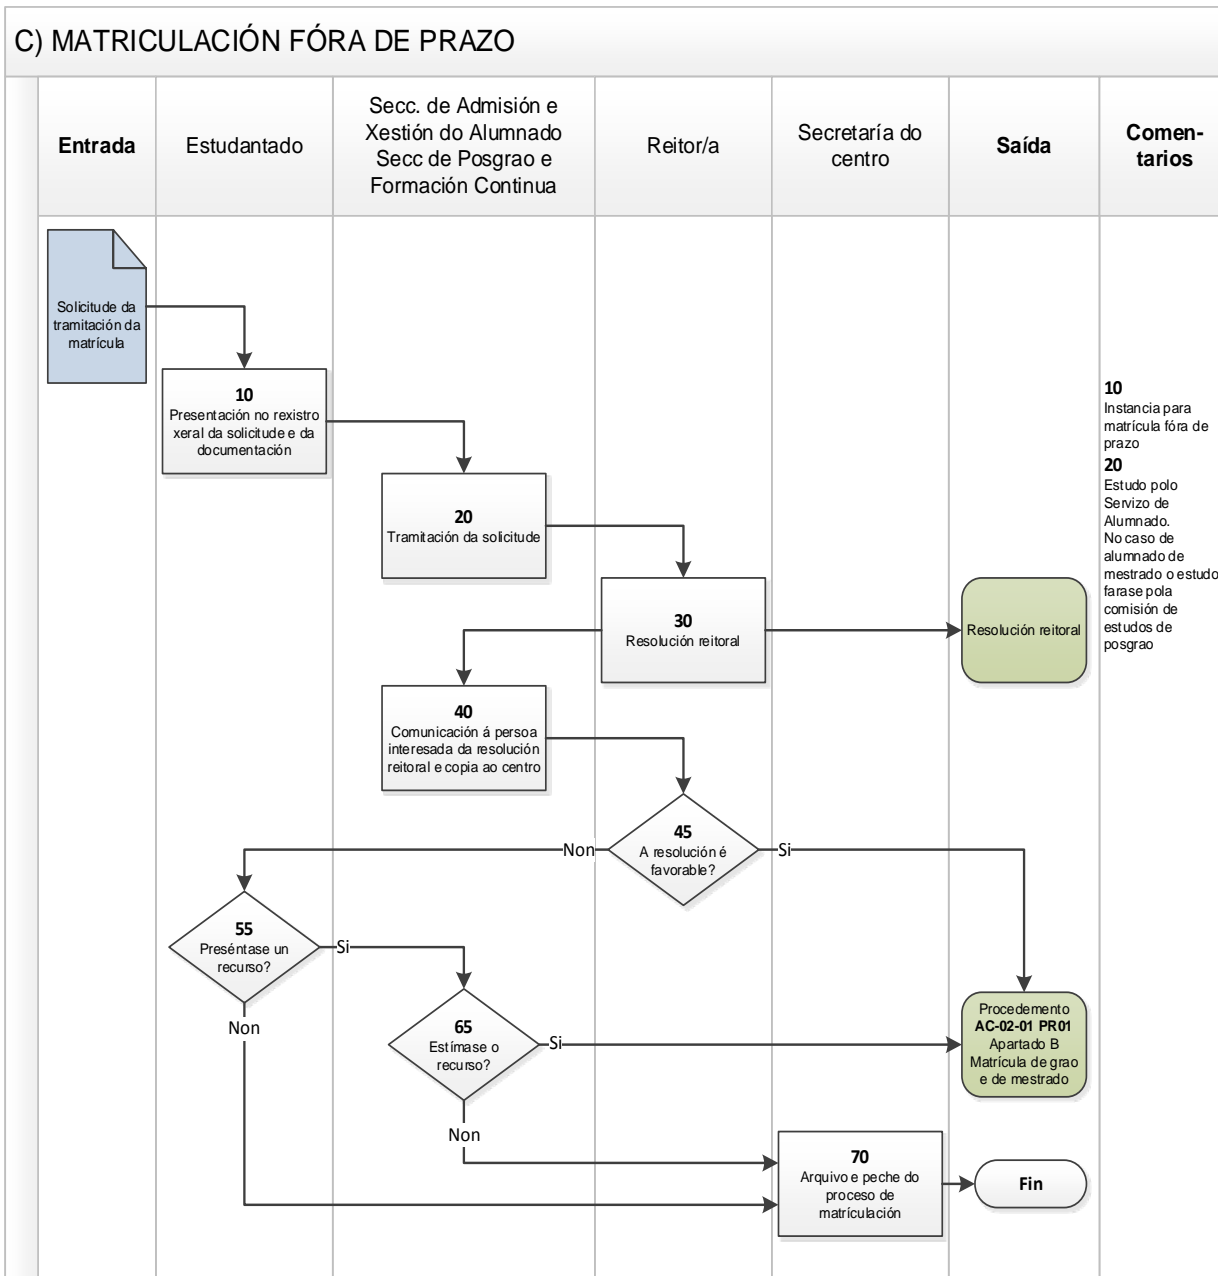 C) MATRICULACIÓN FÓRA DE PRAZO
Entrada
Estudantado
Secc. de Admisión e
Xestión do Alumnado
Secc de Posgrao e
Formación Continua
Reitor/a
Secretaría do
centro
Saída
Comen-
tarios
Solicitude da
tramitación da
matrícula
10
Presentación no rexistro
xeral da solicitude e da
documentación
20
Tramitación da solicitude
30
Resolución reitoral
Resolución reitoral
10
Instancia para
matrícula fóra de
prazo
20
Estudo polo
Servizo de
Alumnado.
No caso de
alumnado de
mestrado o estudo
farase pola
comisión de
estudos de
posgrao
40
Comunicación á persoa
interesada da resolución
reitoral e copia ao centro
45
A resolución é
favorable?
Non
Si
55
Preséntase un
recurso?
Si
Non
65
Estímase o
recurso?
Si
Non
Procedemento
AC-02-01 PR01
Apartado B
Matrícula de grao
e de mestrado
70
Arquivo e peche do
proceso de
matrículación
Fin